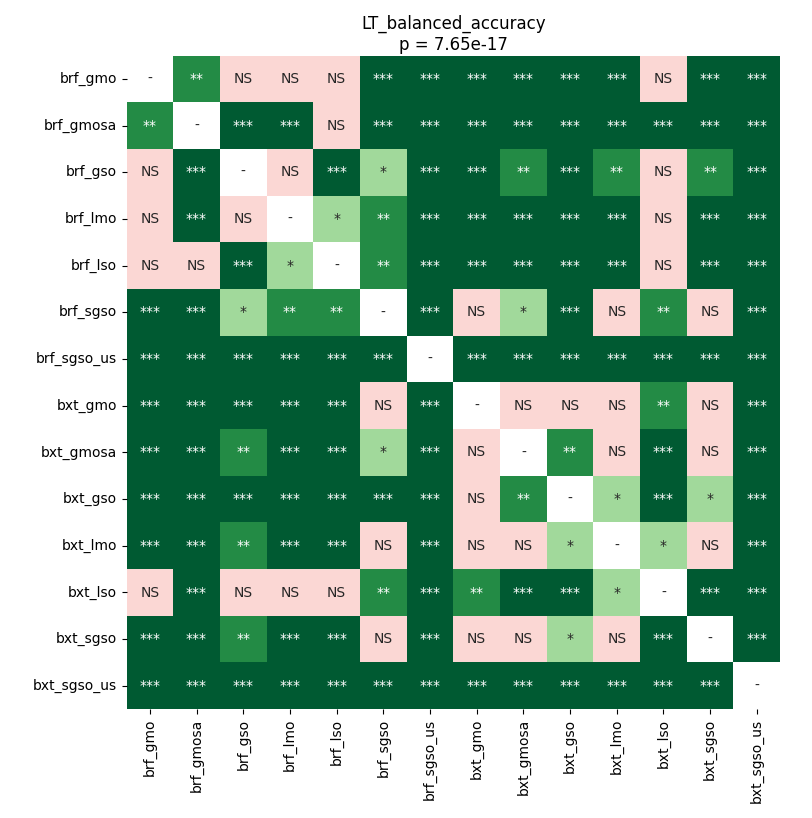 LT_balanced_accuracy
p = 7.65e-17
brf_gmo - ** NS NS NS *** *** *** *** *** *** NS *** ***
brf_gmosa ** - *** *** NS *** *** *** *** *** *** *** *** ***
brf_gso NS *** - NS *** * *** *** ** *** ** NS ** ***
brf_lmo NS *** NS - * ** *** *** *** *** *** NS *** ***
brf_lso NS NS *** * - ** *** *** *** *** *** NS *** ***
brf_sgso *** *** * ** ** - *** NS * *** NS ** NS ***
brf_sgso_us *** *** *** *** *** *** - *** *** *** *** *** *** ***
bxt_gmo *** *** *** *** *** NS *** - NS NS NS ** NS ***
bxt_gmosa *** *** ** *** *** * *** NS - ** NS *** NS ***
bxt_gso *** *** *** *** *** *** *** NS ** - * *** * ***
bxt_lmo *** *** ** *** *** NS *** NS NS * - * NS ***
bxt_lso NS *** NS NS NS ** *** ** *** *** * - *** ***
bxt_sgso *** *** ** *** *** NS *** NS NS * NS *** - ***
bxt_sgso_us *** *** *** *** *** *** *** *** *** *** *** *** *** -
brf_gmo brf_gmosa brf_gso brf_lmo brf_lso brf_sgso brf_sgso_us bxt_gmo bxt_gmosa bxt_gso bxt_lmo bxt_lso bxt_sgso bxt_sgso_us